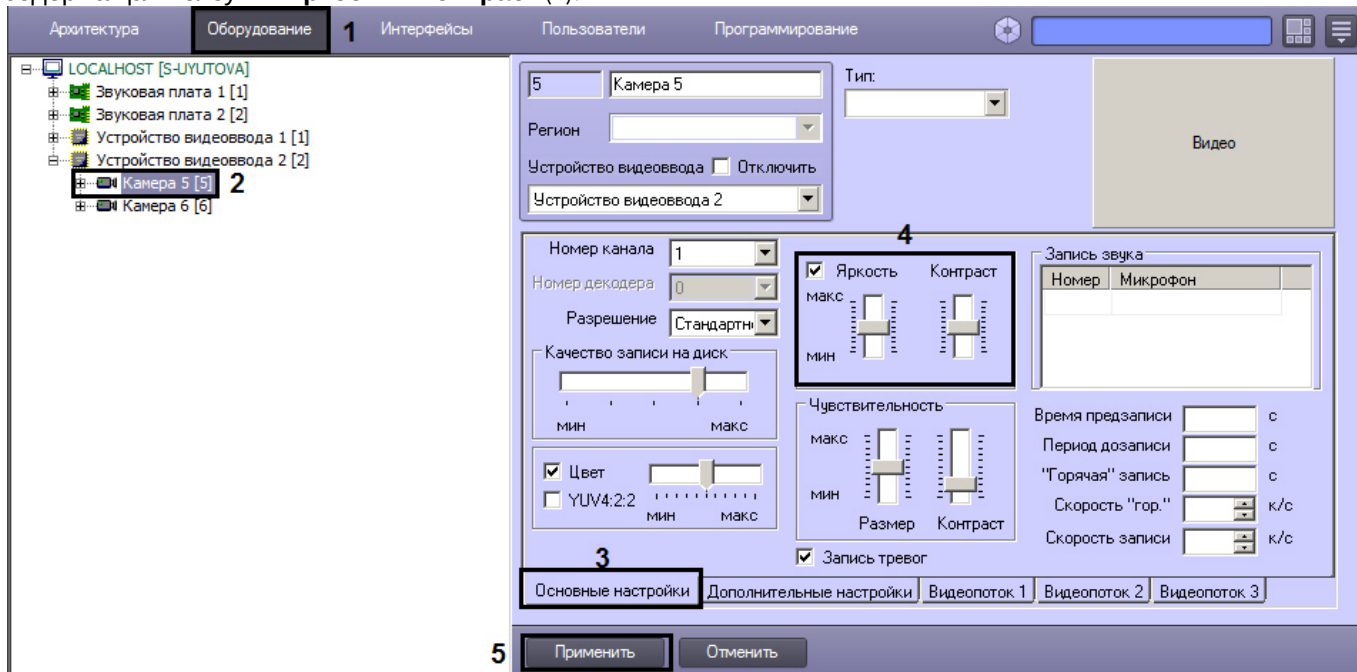 Архитектура Оборудование 1 Интерфейсы Пользователи Программирование
LOCALHOST [S-UYUTOVA]
Звуковая плата 1 [1]
Звуковая плата 2 [2]
Устройство видеоввода 1 [1]
Устройство видеоввода 2 [2]
Камера 5 [5] 2
Камера 6 [6]
5 Камера 5
Тип:
Регион
Устройство видеоввода Отключить
Устройство видеоввода 2
Видео
Номер канала 1
Номер декодера 0
Разрешение Стандартн
Качество записи на диск
мин макс
Цвет
YUV4:2:2
мин макс
4
Яркость Контраст
макс
мин
Чувствительность
макс
мин
Размер Контраст
Запись тревог
Запись звука
Номер Микрофон
Время предзаписи с
Период дозаписи с
"Горячая" запись с
Скорость "гор." к/с
Скорость записи к/с
3
Основные настройки Дополнительные настройки Видеопоток 1 Видеопоток 2 Видеопоток 3
5 Применить Отменить